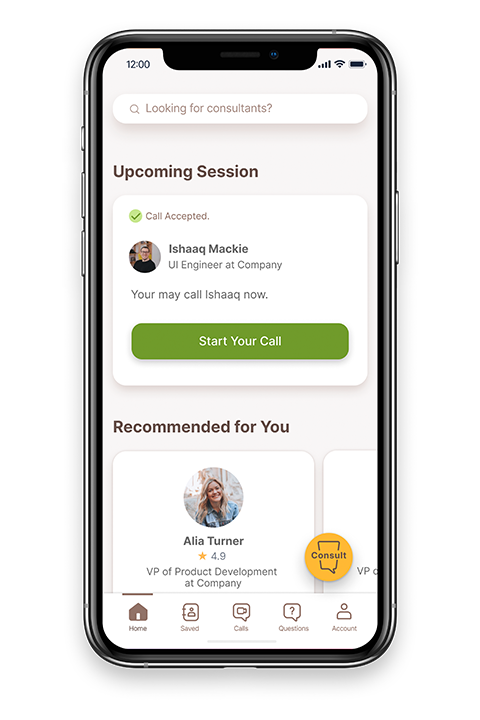 12:00
Looking for consultants?
Upcoming Session
Call Accepted.
Ishaaq Mackie
UI Engineer at Company
Your may call Ishaaq now.
Start Your Call
Recommended for You
Alia Turner
4.9
VP of Product Development
at Company
VP
Consult
Home
Saved
Calls
Questions
Account